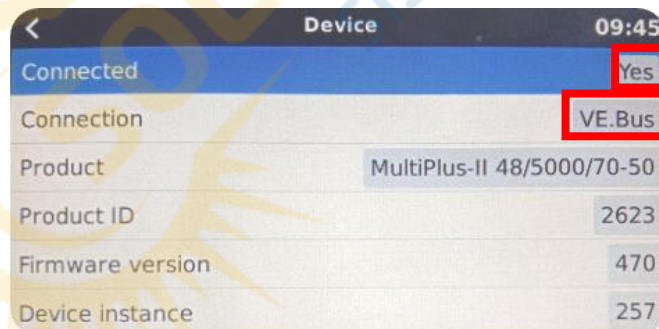 Device 09:45
Connected Yes
Connection VE.Bus
Product MultiPlus-II 48/5000/70-50
Product ID 2623
Firmware version 470
Device instance 257